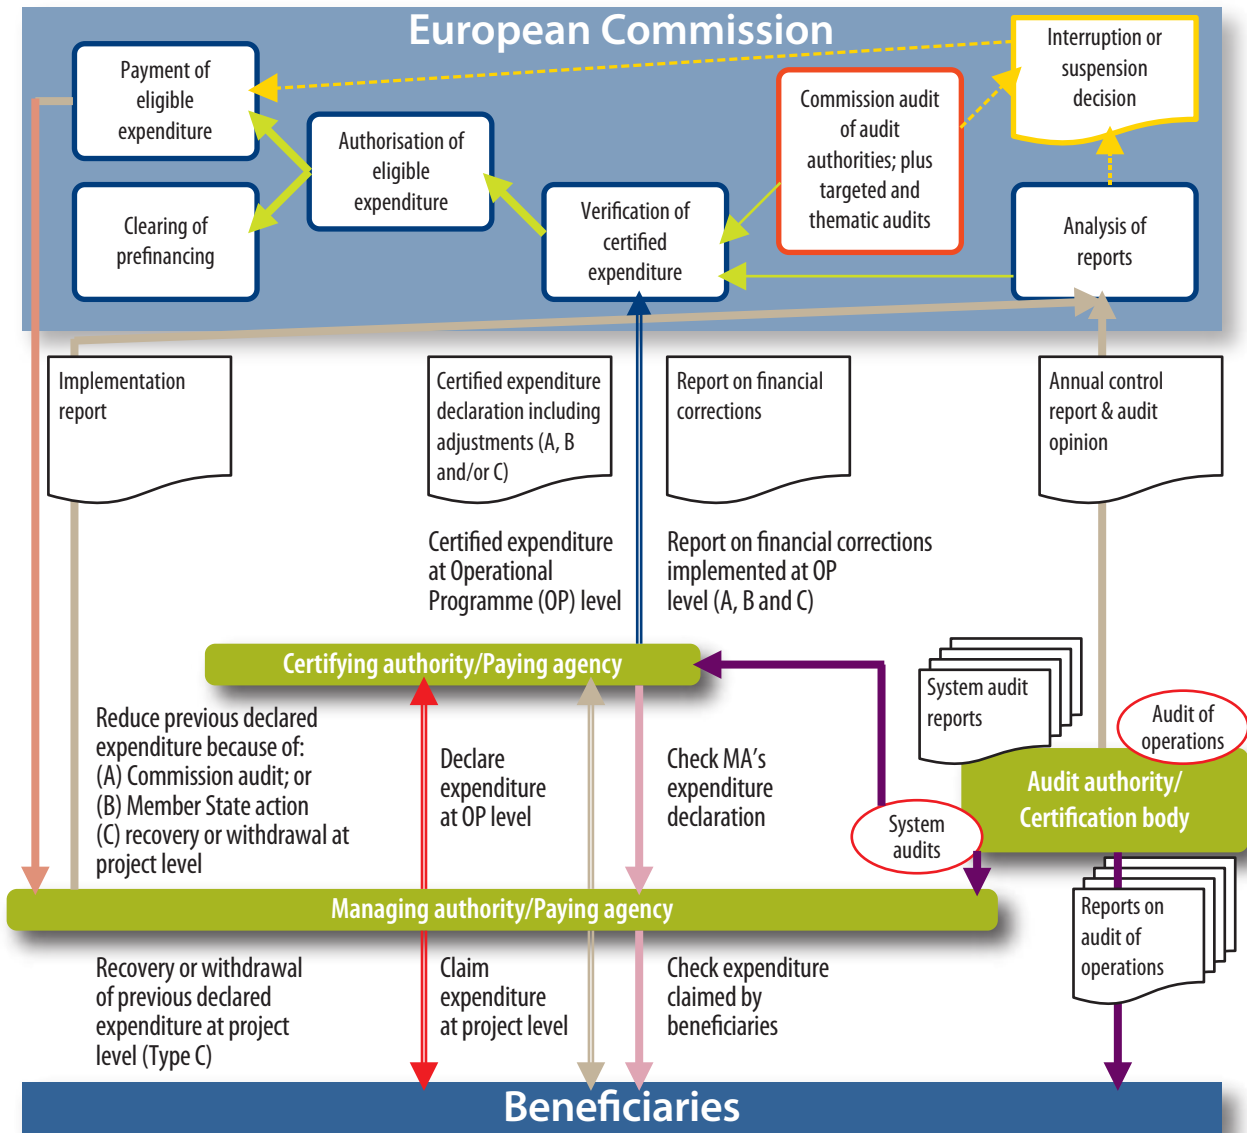 European Commission
Payment of
eligible
expenditure
Clearing of
prefinancing
Authorisation of
eligible
expenditure
Verification of
certified
expenditure
Commission audit
of audit
authorities; plus
targeted and
thematic audits
Interruption or
suspension
decision
Analysis of
reports
Implementation
report
Certified expenditure
declaration including
adjustments (A, B
and/or C)
Report on financial
corrections
Annual control
report & audit
opinion
Certified expenditure
at Operational
Programme (OP) level
Report on financial corrections
implemented at OP
level (A, B and C)
Certifying authority/Paying agency
System audit
reports
Audit of
operations
Audit authority/
Certification body
System
audits
Reduce previous declared
expenditure because of:
(A) Commission audit; or
(B) Member State action
(C) recovery or withdrawal at
project level
Declare
expenditure
at OP level
Check MA's
expenditure
declaration
Managing authority/Paying agency
Reports on
audit of
operations
Recovery or withdrawal
of previous declared
expenditure at project
level (Type C)
Claim
expenditure
at project level
Check expenditure
claimed by
beneficiaries
Beneficiaries